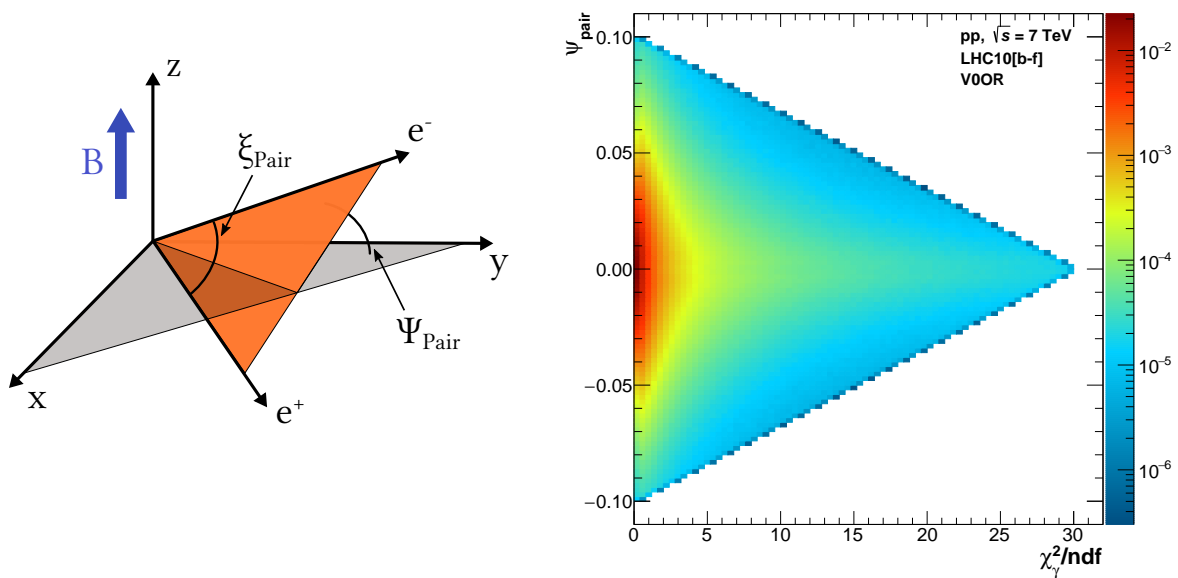 z
B
ξPair
e-
y
ΨPair
x
e+
Ψpair
pp, √s = 7 TeV
LHC10[b-f]
V0OR
0.10
0.05
0.00
−0.05
−0.10
0 5 10 15 20 25 30
χ²γ/ndf
10−2
10−3
10−4
10−5
10−6